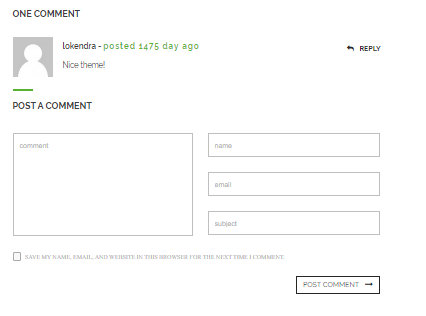 ONE COMMENT
lokendra - posted 1475 day ago
REPLY
Nice theme!
POST A COMMENT
comment
name
email
subject
SAVE MY NAME, EMAIL, AND WEBSITE IN THIS BROWSER FOR THE NEXT TIME I COMMENT.
POST COMMENT